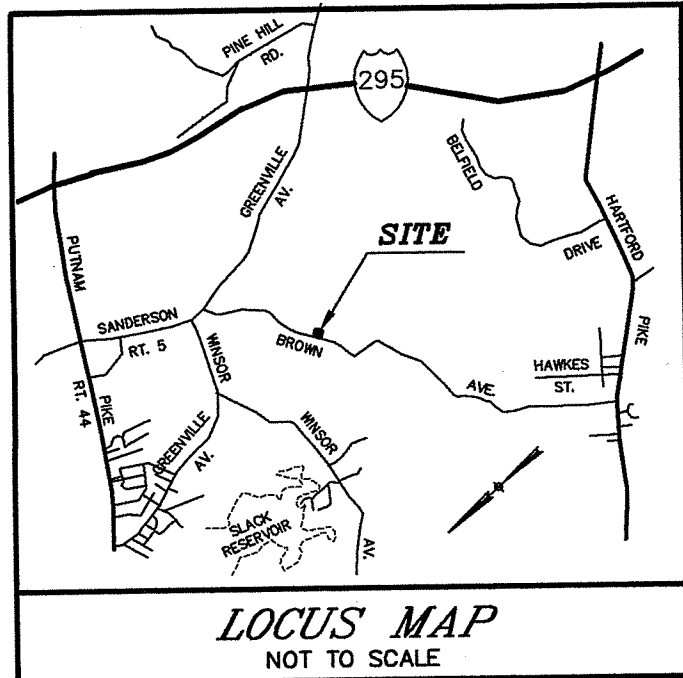 PINE HILL
RD.
295
GREENVILLE
AV.
BELFIELD
DRIVE
HARTFORD
PIKE
SITE
PUTNAM
PIKE
RT. 44
SANDERSON
RT. 5
WINSOR
BROWN
AVE.
HAWKES
ST.
GREENVILLE
AV.
WINSOR
AV.
SLACK
RESERVOIR
LOCUS MAP
NOT TO SCALE